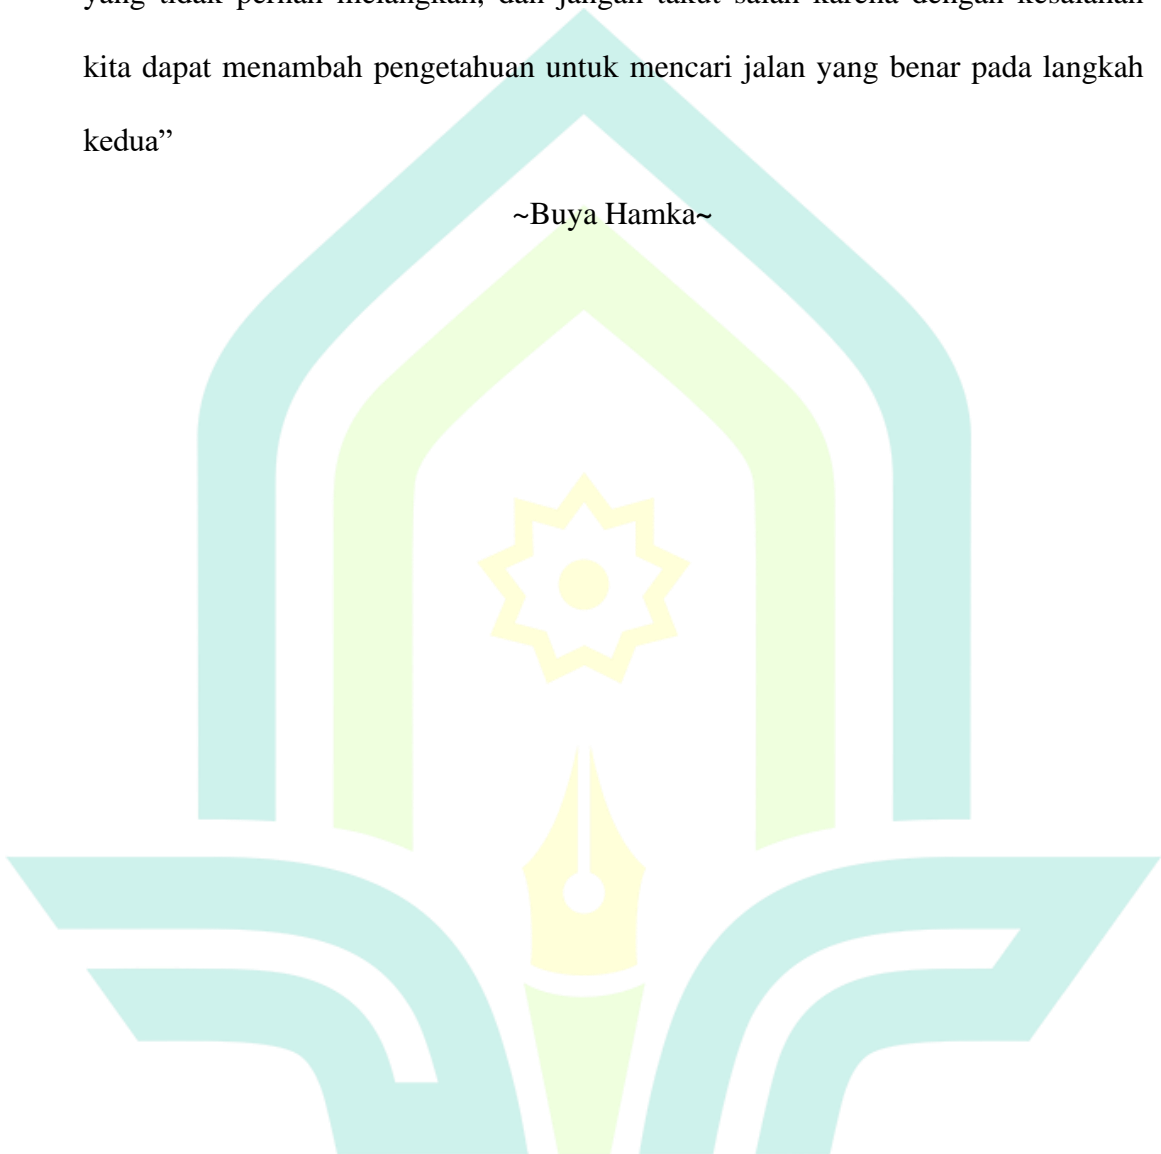 yang tidak pernah melangkah, dan jangan takut salah karena dengan kesalahan
kita dapat menambah pengetahuan untuk mencari jalan yang benar pada langkah
kedua”
~Buya Hamka~